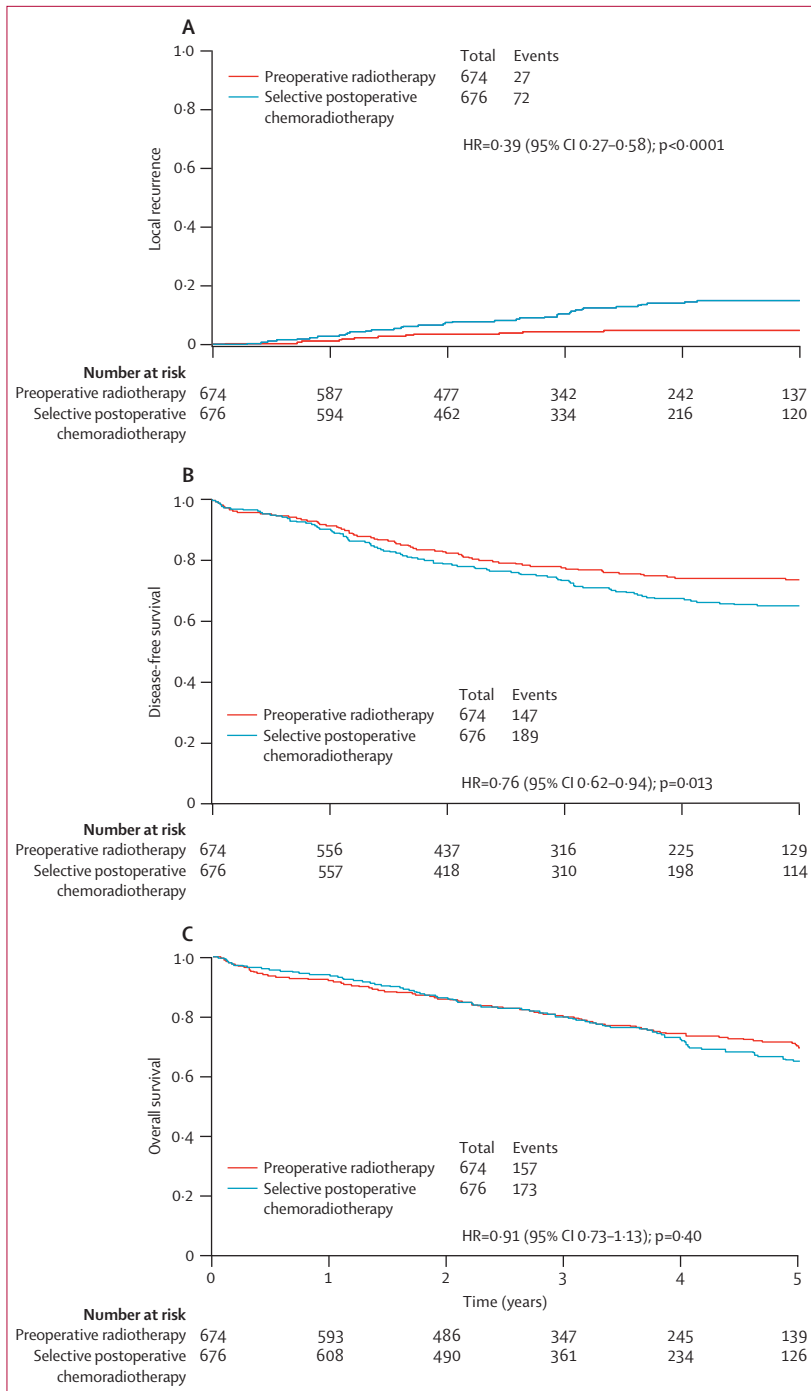 A
1·0
0·8
0·6
0·4
0·2
0
Local recurrence
Total Events
Preoperative radiotherapy 674 27
Selective postoperative 676 72
chemoradiotherapy
HR=0·39 (95% CI 0·27–0·58); p<0·0001
Number at risk
Preoperative radiotherapy 674 587 477 342 242 137
Selective postoperative 676 594 462 334 216 120
chemoradiotherapy
B
1·0
0·8
0·6
0·4
0·2
0
Disease-free survival
Total Events
Preoperative radiotherapy 674 147
Selective postoperative 676 189
chemoradiotherapy
HR=0·76 (95% CI 0·62–0·94); p=0·013
Number at risk
Preoperative radiotherapy 674 556 437 316 225 129
Selective postoperative 676 557 418 310 198 114
chemoradiotherapy
C
1·0
0·8
0·6
0·4
0·2
0
Overall survival
Total Events
Preoperative radiotherapy 674 157
Selective postoperative 676 173
chemoradiotherapy
HR=0·91 (95% CI 0·73–1·13); p=0·40
0 1 2 3 4 5
Time (years)
Number at risk
Preoperative radiotherapy 674 593 486 347 245 139
Selective postoperative 676 608 490 361 234 126
chemoradiotherapy